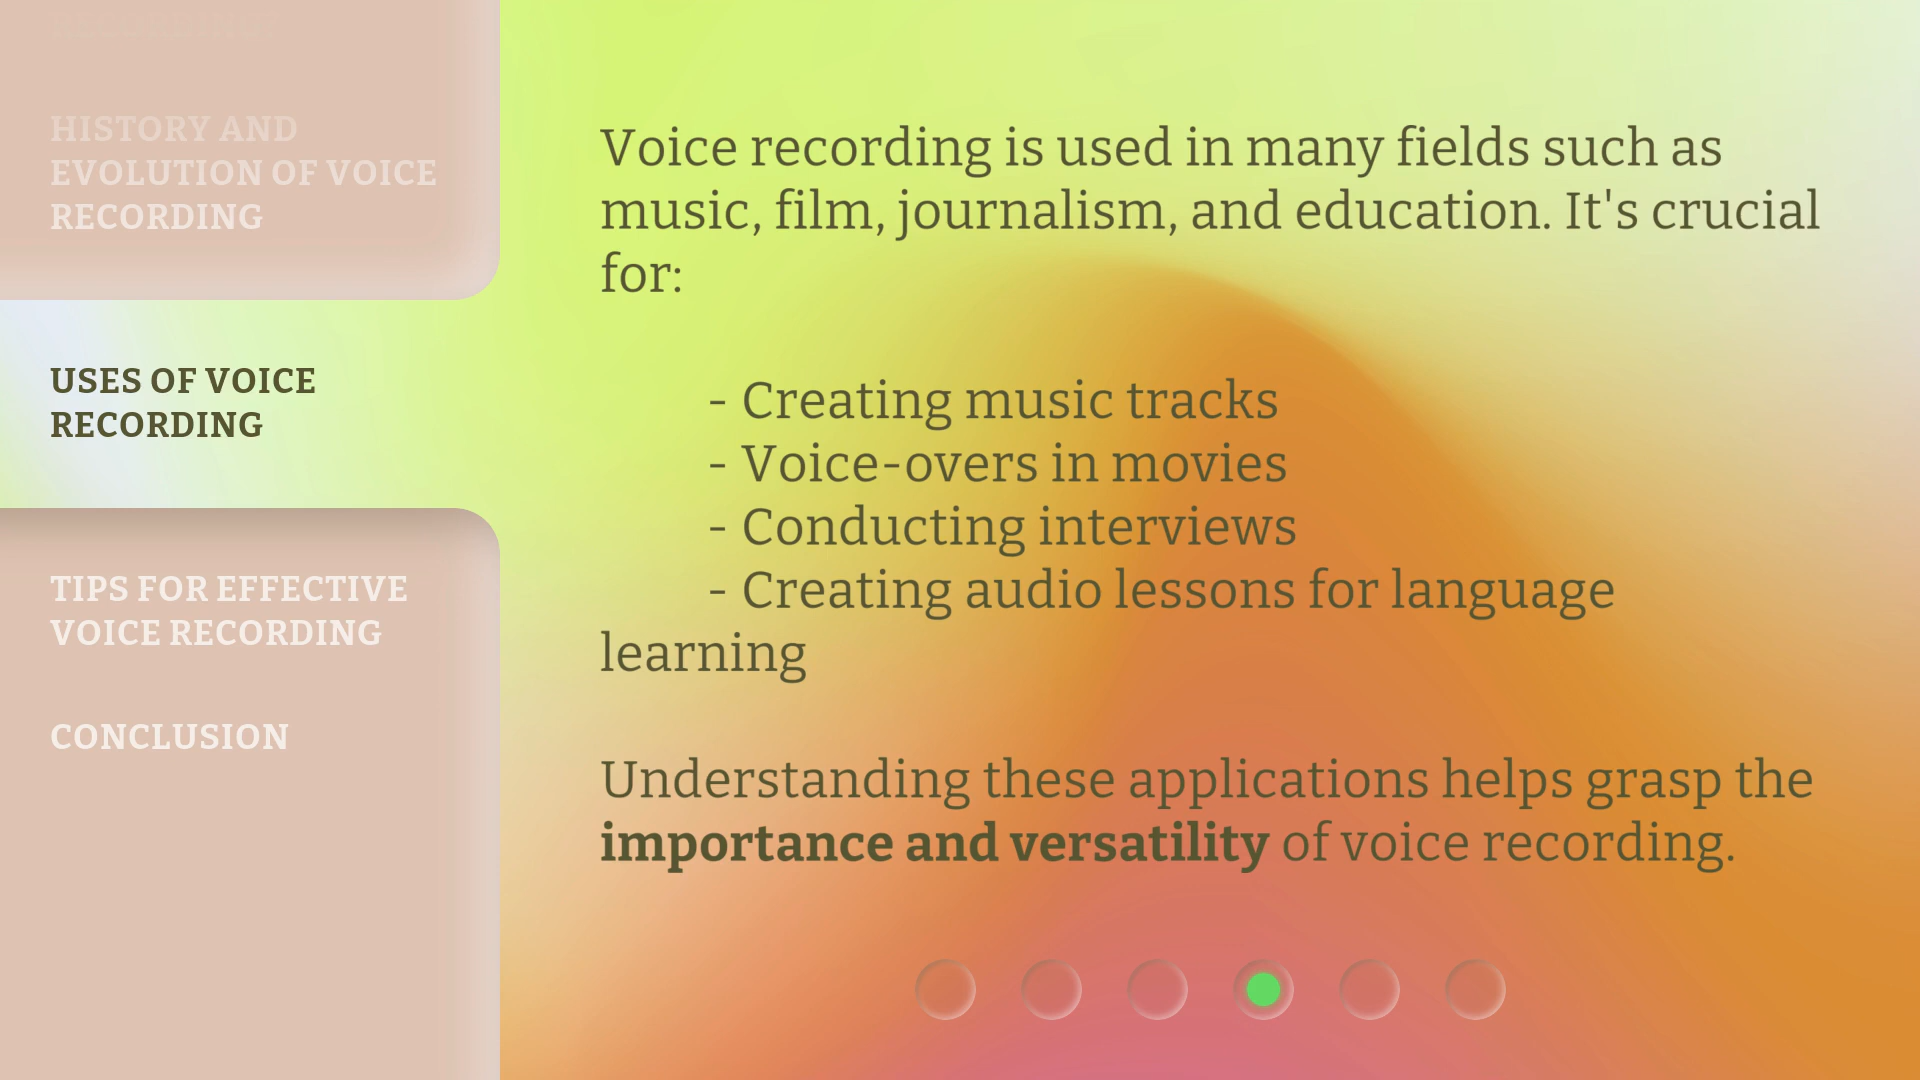 HISTORY AND
EVOLUTION OF VOICE
RECORDING
USES OF VOICE
RECORDING
TIPS FOR EFFECTIVE
VOICE RECORDING
CONCLUSION
Voice recording is used in many fields such as
music, film, journalism, and education. It's crucial
for:
- Creating music tracks
- Voice-overs in movies
- Conducting interviews
- Creating audio lessons for language
learning
Understanding these applications helps grasp the
importance and versatility of voice recording.